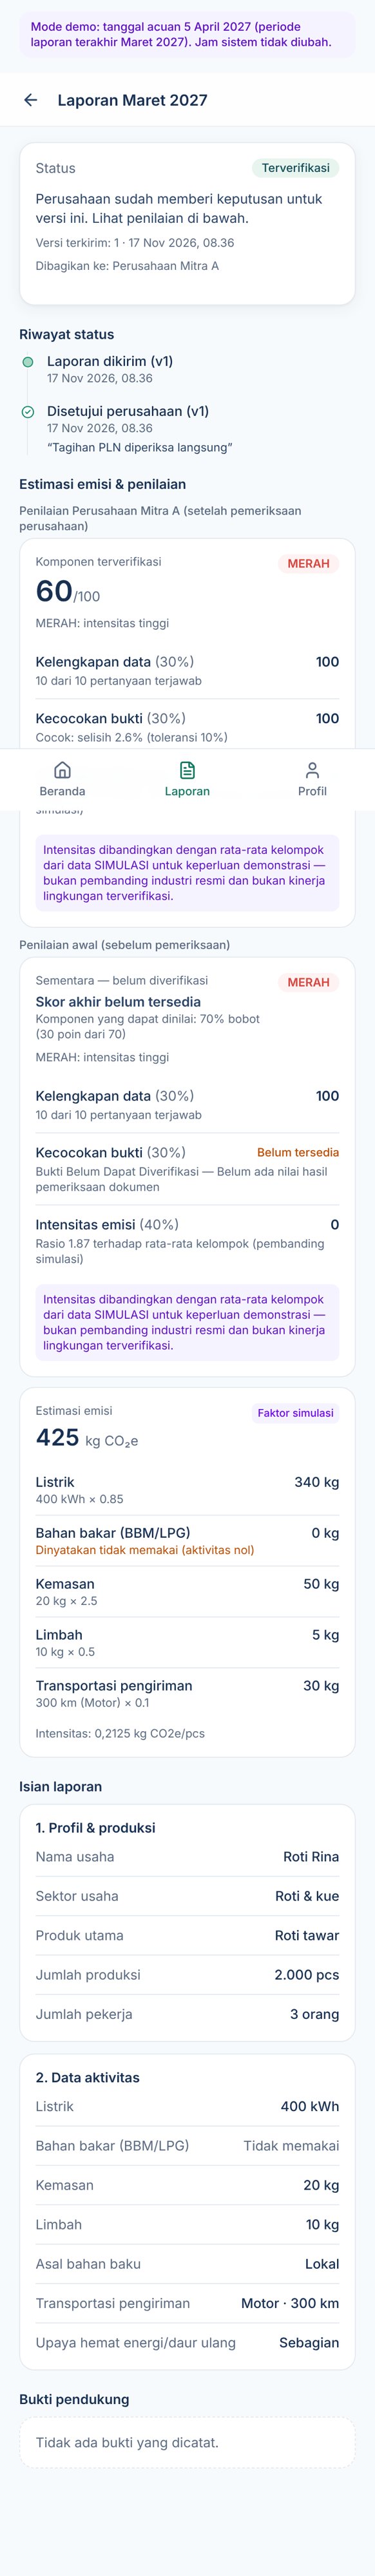 Mode demo: tanggal acuan 5 April 2027 (periode
laporan terakhir Maret 2027). Jam sistem tidak diubah.
Laporan Maret 2027
Status
Terverifikasi
Perusahaan sudah memberi keputusan untuk
versi ini. Lihat penilaian di bawah.
Versi terkirim: 1 · 17 Nov 2026, 08.36
Dibagikan ke: Perusahaan Mitra A
Riwayat status
Laporan dikirim (v1)
17 Nov 2026, 08.36
Disetujui perusahaan (v1)
17 Nov 2026, 08.36
“Tagihan PLN diperiksa langsung”
Estimasi emisi & penilaian
Penilaian Perusahaan Mitra A (setelah pemeriksaan
perusahaan)
Komponen terverifikasi
MERAH
60/100
MERAH: intensitas tinggi
Kelengkapan data (30%) 100
10 dari 10 pertanyaan terjawab
Kecocokan bukti (30%) 100
Cocok: selisih 2.6% (toleransi 10%)
Beranda
Laporan
Profil
simulasi)
Intensitas dibandingkan dengan rata-rata kelompok
dari data SIMULASI untuk keperluan demonstrasi —
bukan pembanding industri resmi dan bukan kinerja
lingkungan terverifikasi.
Penilaian awal (sebelum pemeriksaan)
Sementara — belum diverifikasi
MERAH
Skor akhir belum tersedia
Komponen yang dapat dinilai: 70% bobot
(30 poin dari 70)
MERAH: intensitas tinggi
Kelengkapan data (30%) 100
10 dari 10 pertanyaan terjawab
Kecocokan bukti (30%) Belum tersedia
Bukti Belum Dapat Diverifikasi — Belum ada nilai hasil
pemeriksaan dokumen
Intensitas emisi (40%) 0
Rasio 1.87 terhadap rata-rata kelompok (pembanding
simulasi)
Intensitas dibandingkan dengan rata-rata kelompok
dari data SIMULASI untuk keperluan demonstrasi —
bukan pembanding industri resmi dan bukan kinerja
lingkungan terverifikasi.
Estimasi emisi
Faktor simulasi
425 kg CO₂e
Listrik 340 kg
400 kWh × 0.85
Bahan bakar (BBM/LPG) 0 kg
Dinyatakan tidak memakai (aktivitas nol)
Kemasan 50 kg
20 kg × 2.5
Limbah 5 kg
10 kg × 0.5
Transportasi pengiriman 30 kg
300 km (Motor) × 0.1
Intensitas: 0,2125 kg CO2e/pcs
Isian laporan
1. Profil & produksi
Nama usaha Roti Rina
Sektor usaha Roti & kue
Produk utama Roti tawar
Jumlah produksi 2.000 pcs
Jumlah pekerja 3 orang
2. Data aktivitas
Listrik 400 kWh
Bahan bakar (BBM/LPG) Tidak memakai
Kemasan 20 kg
Limbah 10 kg
Asal bahan baku Lokal
Transportasi pengiriman Motor · 300 km
Upaya hemat energi/daur ulang Sebagian
Bukti pendukung
Tidak ada bukti yang dicatat.